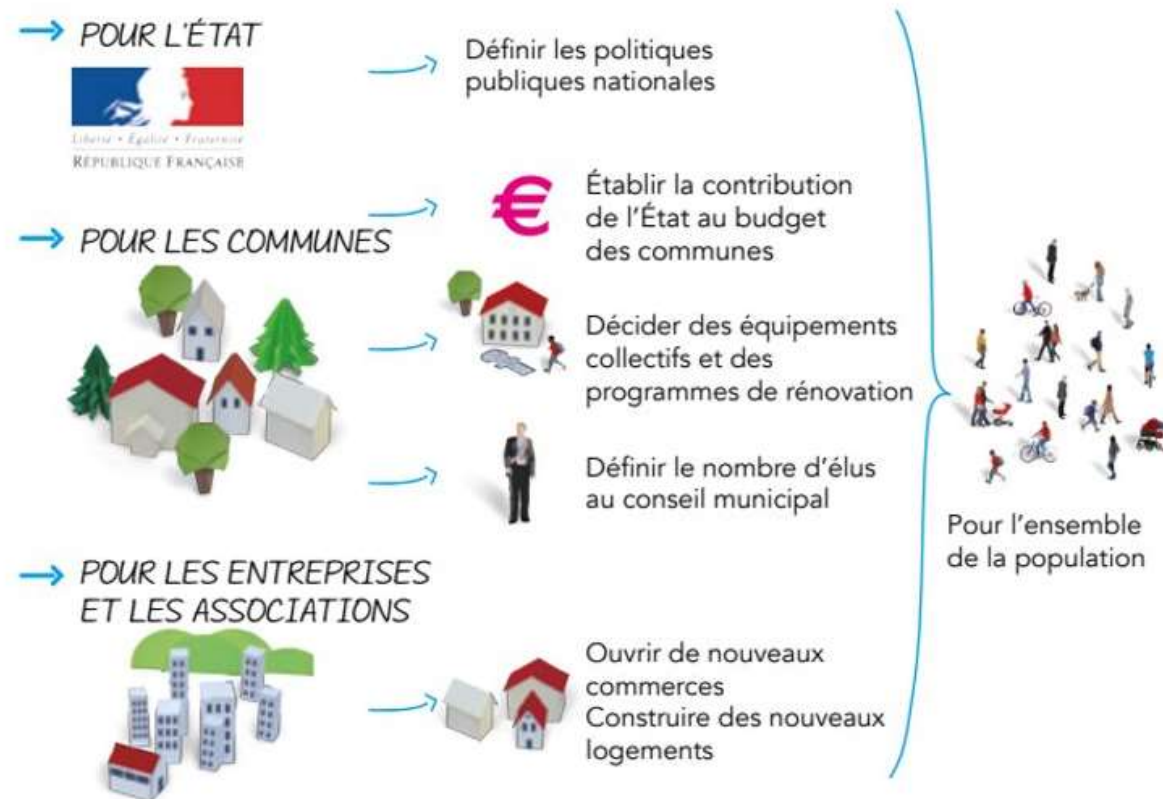 POUR L'ÉTAT
Liberté • Égalité • Fraternité
RÉPUBLIQUE FRANÇAISE
Définir les politiques
publiques nationales
POUR LES COMMUNES
€
Établir la contribution
de l'État au budget
des communes
Décider des équipements
collectifs et des
programmes de rénovation
Définir le nombre d'élus
au conseil municipal
POUR LES ENTREPRISES
ET LES ASSOCIATIONS
Ouvrir de nouveaux
commerces
Construire des nouveaux
logements
Pour l'ensemble
de la population